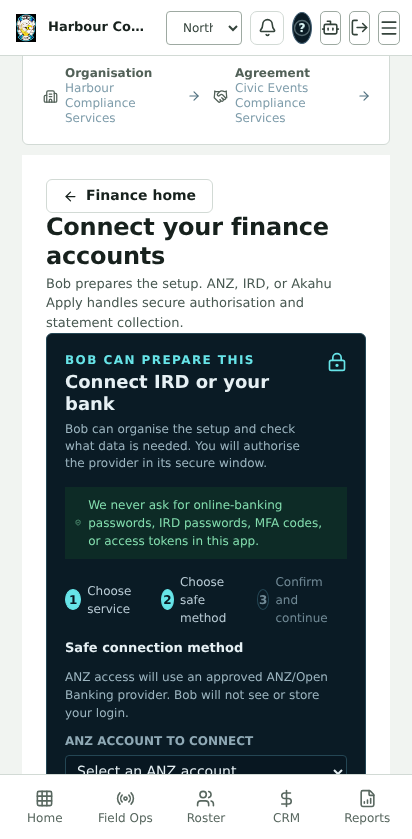 Harbour Co...
North
?
Organisation
Harbour
Compliance
Services
Agreement
Civic Events
Compliance
Services
Finance home
Connect your finance
accounts
Bob prepares the setup. ANZ, IRD, or Akahu
Apply handles secure authorisation and
statement collection.
BOB CAN PREPARE THIS
Connect IRD or your
bank
Bob can organise the setup and check
what data is needed. You will authorise
the provider in its secure window.
We never ask for online-banking
passwords, IRD passwords, MFA codes,
or access tokens in this app.
1 Choose
service
2 Choose
safe
method
3 Confirm
and
continue
Safe connection method
ANZ access will use an approved ANZ/Open
Banking provider. Bob will not see or store
your login.
ANZ ACCOUNT TO CONNECT
Select an ANZ account
Home
Field Ops
Roster
CRM
Reports